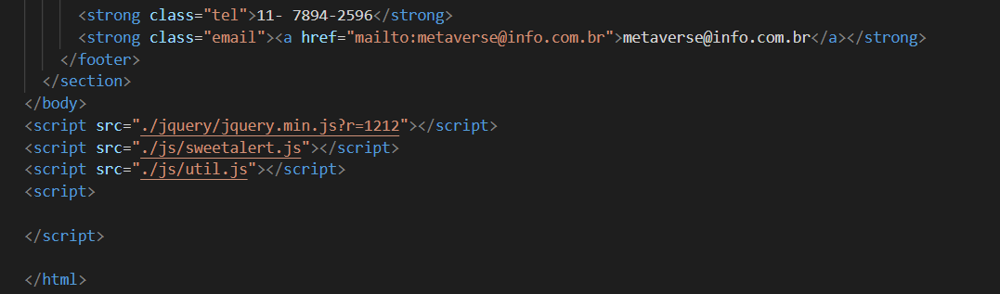 <strong class="tel">11- 7894-2596</strong>
<strong class="email"><a href="mailto:metaverse@info.com.br">metaverse@info.com.br</a></strong>
</footer>
</section>
</body>
<script src="./jquery/jquery.min.js?r=1212"></script>
<script src="./js/sweetalert.js"></script>
<script src="./js/util.js"></script>
<script>
</script>
</html>